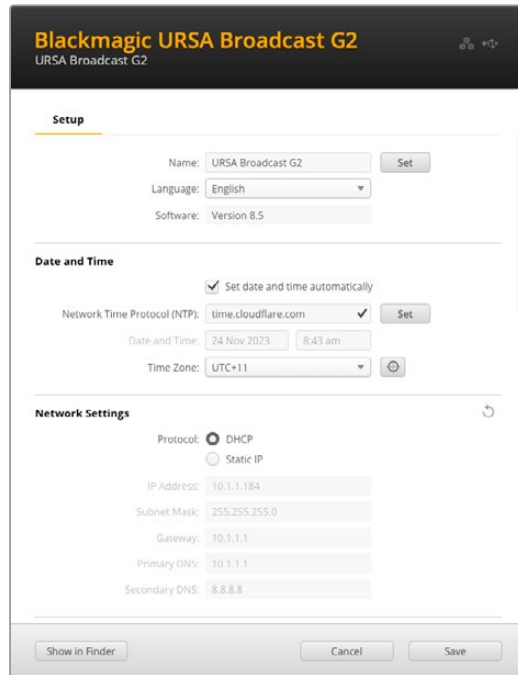 Blackmagic URSA Broadcast G2
URSA Broadcast G2
Setup
Name: URSA Broadcast G2 Set
Language: English
Software: Version 8.5
Date and Time
Set date and time automatically
Network Time Protocol (NTP): time.cloudflare.com Set
Date and Time: 24 Nov 2023 8:43 am
Time Zone: UTC+11
Network Settings
Protocol: DHCP
Static IP
IP Address: 10.1.1.184
Subnet Mask: 255.255.255.0
Gateway: 10.1.1.1
Primary DNS: 10.1.1.1
Secondary DNS: 8.8.8.8
Show in Finder Cancel Save